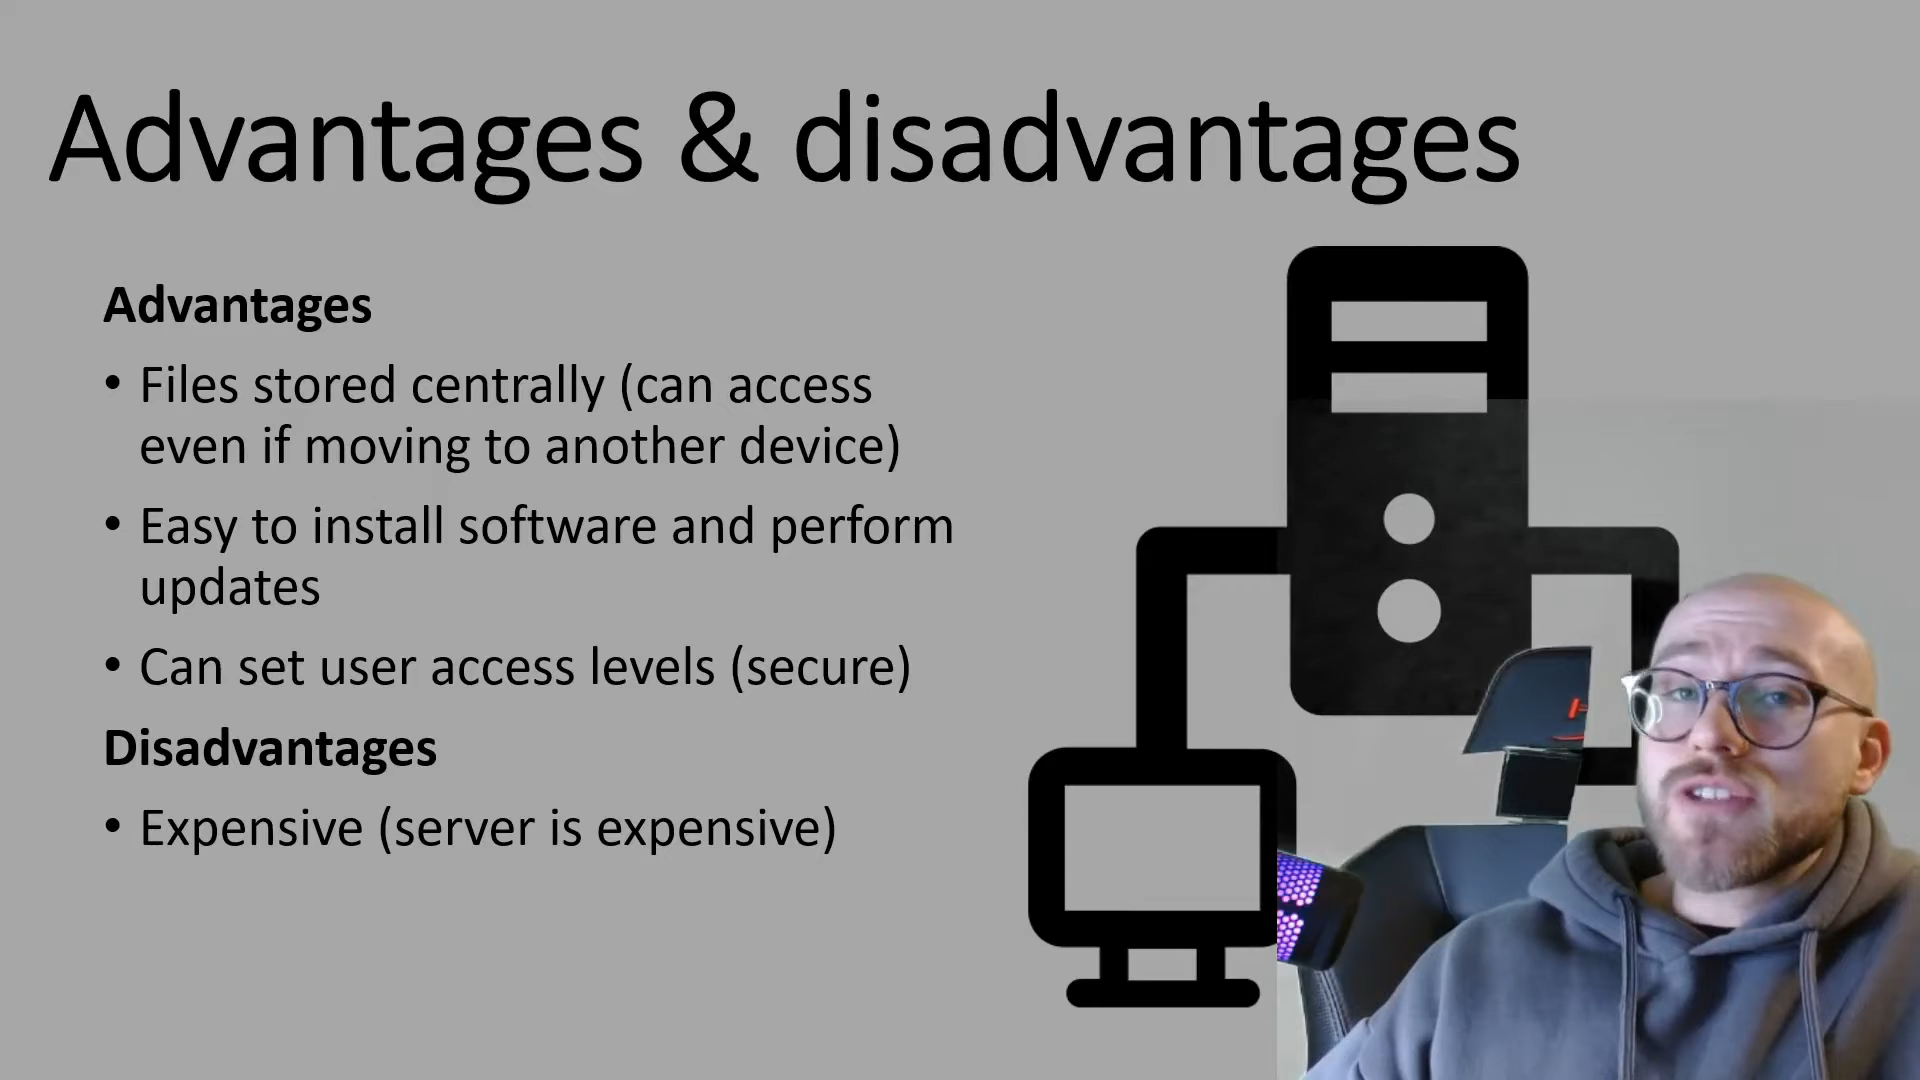 Advantages & disadvantages
Advantages
• Files stored centrally (can access
even if moving to another device)
• Easy to install software and perform
updates
• Can set user access levels (secure)
Disadvantages
• Expensive (server is expensive)